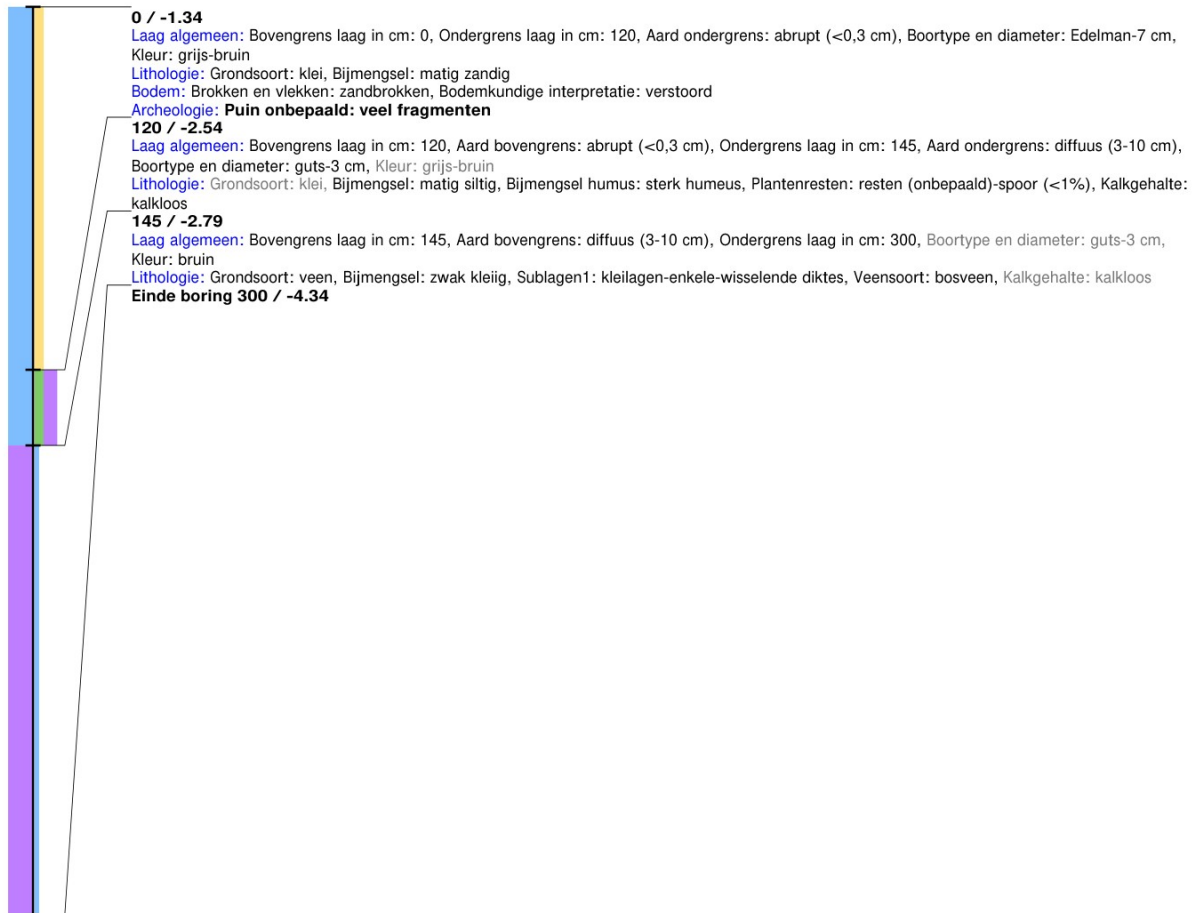 0 / -1.34
Laag algemeen: Bovengrens laag in cm: 0, Ondergrens laag in cm: 120, Aard ondergrens: abrupt (<0,3 cm), Boortype en diameter: Edelman-7 cm,
Kleur: grijs-bruin
Lithologie: Grondsoort: klei, Bijmengsel: matig zandig
Bodem: Brokken en vlekken: zandbrokken, Bodemkundige interpretatie: verstoord
Archeologie: Puin onbepaald: veel fragmenten
120 / -2.54
Laag algemeen: Bovengrens laag in cm: 120, Aard bovengrens: abrupt (<0,3 cm), Ondergrens laag in cm: 145, Aard ondergrens: diffuus (3-10 cm),
Boortype en diameter: guts-3 cm, Kleur: grijs-bruin
Lithologie: Grondsoort: klei, Bijmengsel: matig siltig, Bijmengsel humus: sterk humeus, Plantenresten: resten (onbepaald)-spoor (<1%), Kalkgehalte:
kalkloos
145 / -2.79
Laag algemeen: Bovengrens laag in cm: 145, Aard bovengrens: diffuus (3-10 cm), Ondergrens laag in cm: 300, Boortype en diameter: guts-3 cm,
Kleur: bruin
Lithologie: Grondsoort: veen, Bijmengsel: zwak kleiig, Sublagen1: kleilagen-enkele-wisselende diktes, Veensoort: bosveen, Kalkgehalte: kalkloos
Einde boring 300 / -4.34